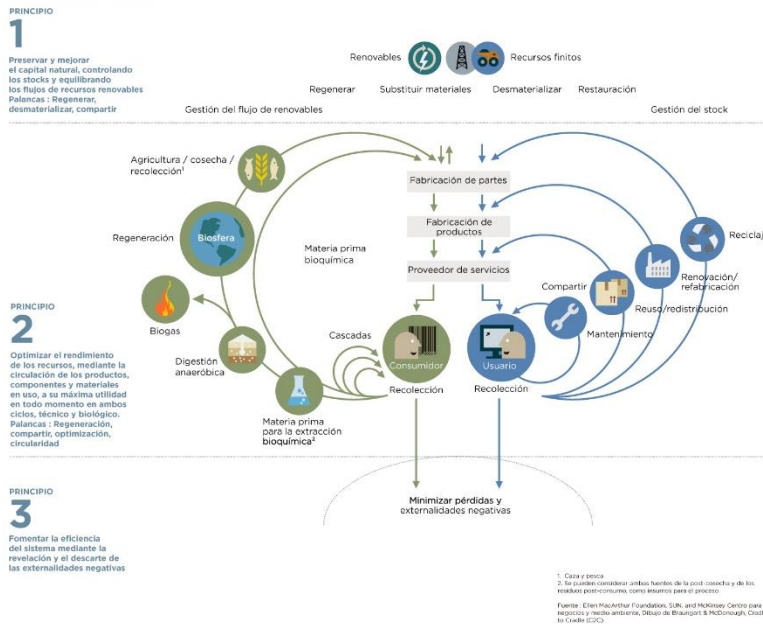 PRINCIPIO
1
Preservar y mejorar
el capital natural, controlando
los stocks y equilibrando
los flujos de recursos renovables
Palancas : Regenerar,
desmaterializar, compartir
Renovables
Recursos finitos
Regenerar
Substituir materiales
Desmaterializar
Restauración
Gestión del flujo de renovables
Gestión del stock
Agricultura / cosecha /
recolección¹
Regeneración
Biosfera
Biogas
Digestión
anaeróbica
Materia prima
para la extracción
bioquímica²
Materia prima
bioquímica
Cascadas
Fabricación de partes
Fabricación de
productos
Proveedor de servicios
Consumidor
Recolección
Usuario
Recolección
Compartir
Mantenimiento
Reuso/redistribución
Renovación/
refabricación
Reciclaj
PRINCIPIO
2
Optimizar el rendimiento
de los recursos, mediante la
circulación de los productos,
componentes y materiales
en uso, a su máxima utilidad
en todo momento en ambos
ciclos, técnico y biológico.
Palancas : Regeneración,
compartir, optimización,
circularidad
Minimizar pérdidas y
externalidades negativas
PRINCIPIO
3
Fomentar la eficiencia
del sistema mediante la
revelación y el descarte de
las externalidades negativas
1. Caza y pesca
2. Se pueden considerar ambas fuentes de la post-cosecha y de los
residuos post-consumo, como insumos para el proceso
Fuente: Ellen MacArthur Foundation, SUN, and McKinsey Centro para
negocios y medio ambiente, Dibujo de Braungart & McDonough, Cradl
to Cradle (C2C)